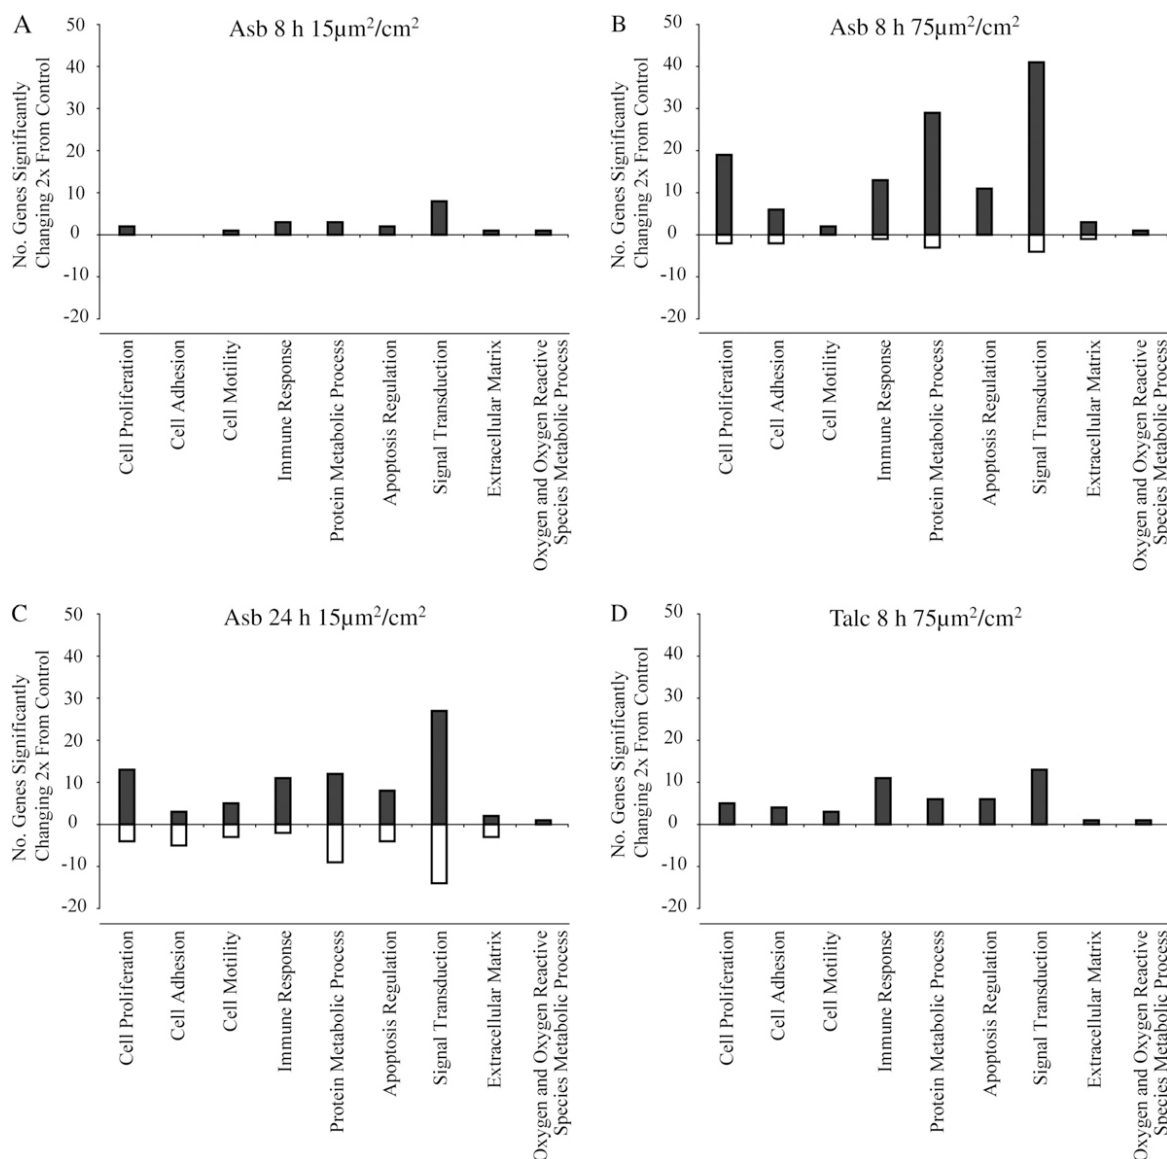 A
Asb 8 h 15µm²/cm²
No. Genes Significantly
Changing 2x From Control
50
40
30
20
10
0
-10
-20
Cell Proliferation
Cell Adhesion
Cell Motility
Immune Response
Protein Metabolic Process
Apoptosis Regulation
Signal Transduction
Extracellular Matrix
Oxygen and Oxygen Reactive
Species Metabolic Process
B
Asb 8 h 75µm²/cm²
No. Genes Significantly
Changing 2x From Control
50
40
30
20
10
0
-10
-20
Cell Proliferation
Cell Adhesion
Cell Motility
Immune Response
Protein Metabolic Process
Apoptosis Regulation
Signal Transduction
Extracellular Matrix
Oxygen and Oxygen Reactive
Species Metabolic Process
C
Asb 24 h 15µm²/cm²
No. Genes Significantly
Changing 2x From Control
50
40
30
20
10
0
-10
-20
Cell Proliferation
Cell Adhesion
Cell Motility
Immune Response
Protein Metabolic Process
Apoptosis Regulation
Signal Transduction
Extracellular Matrix
Oxygen and Oxygen Reactive
Species Metabolic Process
D
Talc 8 h 75µm²/cm²
No. Genes Significantly
Changing 2x From Control
50
40
30
20
10
0
-10
-20
Cell Proliferation
Cell Adhesion
Cell Motility
Immune Response
Protein Metabolic Process
Apoptosis Regulation
Signal Transduction
Extracellular Matrix
Oxygen and Oxygen Reactive
Species Metabolic Process